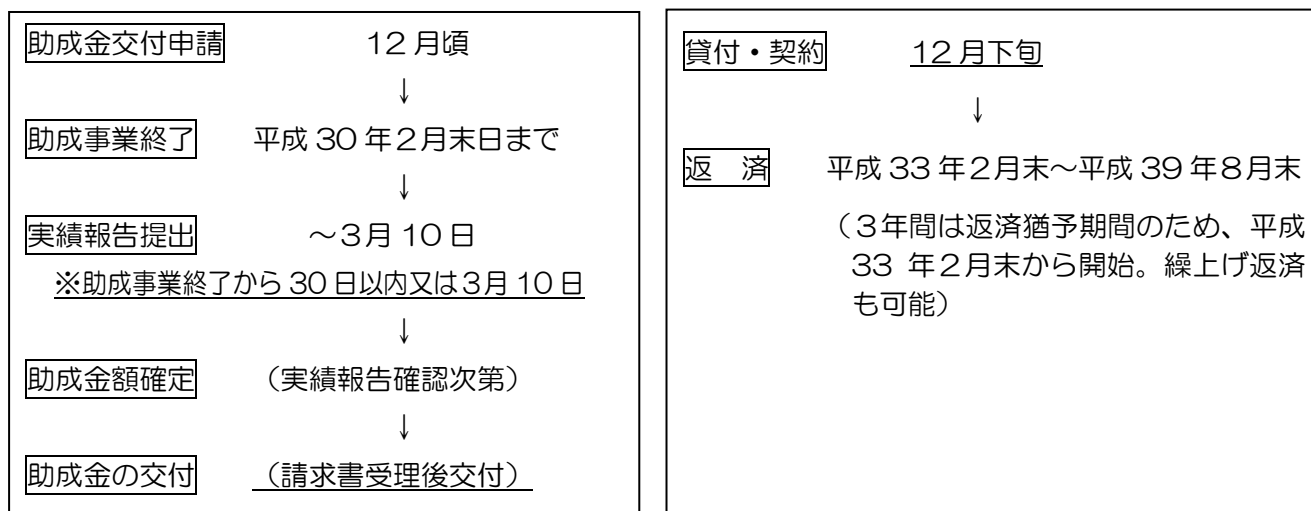 助成金交付申請 12月頃
↓
助成事業終了 平成30年2月末日まで
↓
実績報告提出 ～3月10日
※助成事業終了から30日以内又は3月10日
↓
助成金額確定 （実績報告確認次第）
↓
助成金の交付 （請求書受理後交付）
貸付・契約 12月下旬
↓
返 済 平成33年2月末～平成39年8月末
（３年間は返済猶予期間のため、平成
33 年２月末から開始。繰上げ返済
も可能）